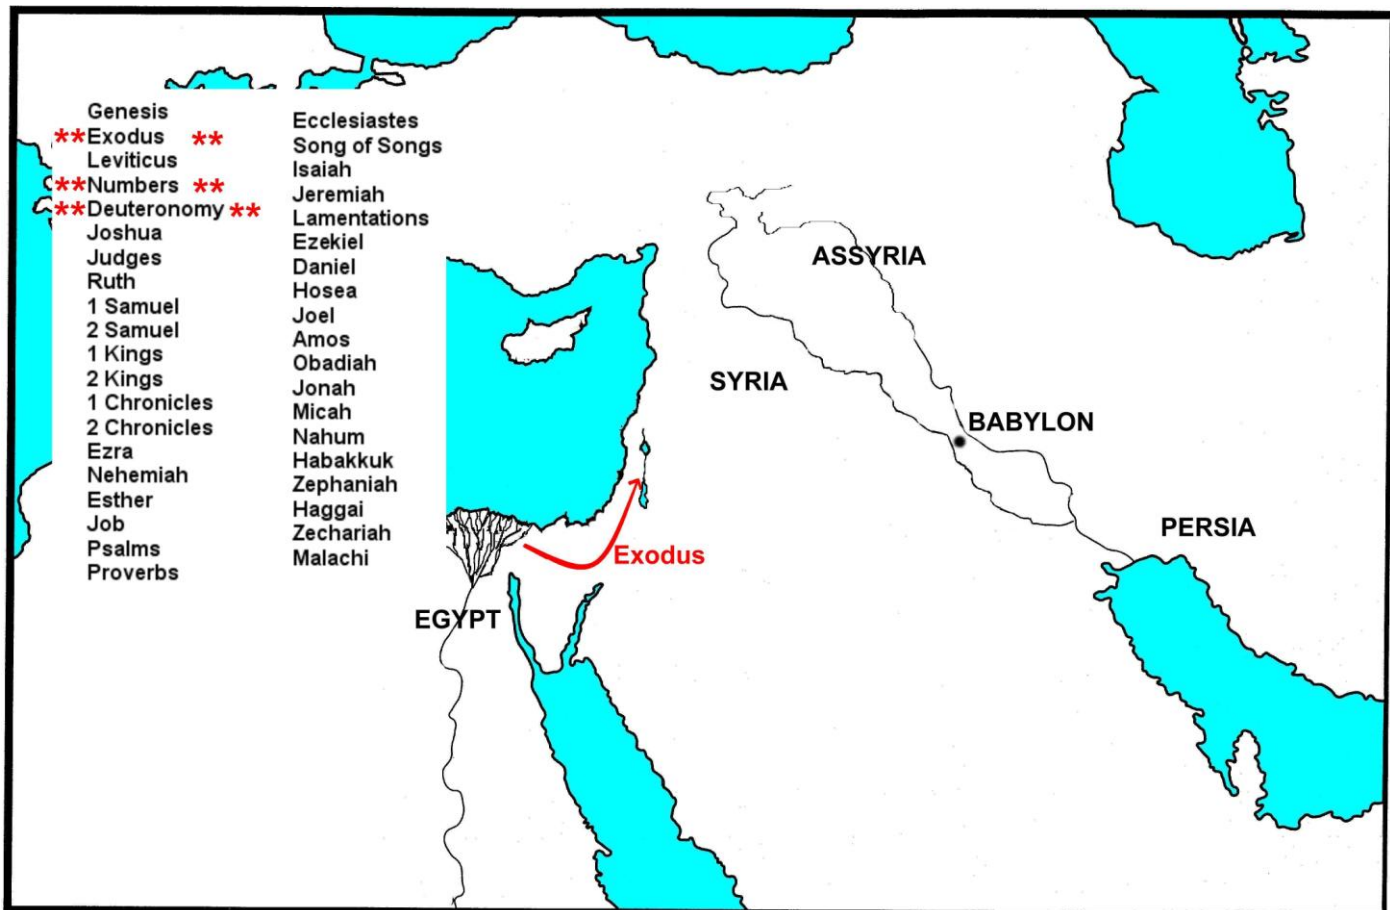 Genesis
**Exodus **
Leviticus
**Numbers **
**Deuteronomy **
Joshua
Judges
Ruth
1 Samuel
2 Samuel
1 Kings
2 Kings
1 Chronicles
2 Chronicles
Ezra
Nehemiah
Esther
Job
Psalms
Proverbs
Ecclesiastes
Song of Songs
Isaiah
Jeremiah
Lamentations
Ezekiel
Daniel
Hosea
Joel
Amos
Obadiah
Jonah
Micah
Nahum
Habakkuk
Zephaniah
Haggai
Zechariah
Malachi
ASSYRIA
SYRIA
BABYLON
PERSIA
Exodus
EGYPT